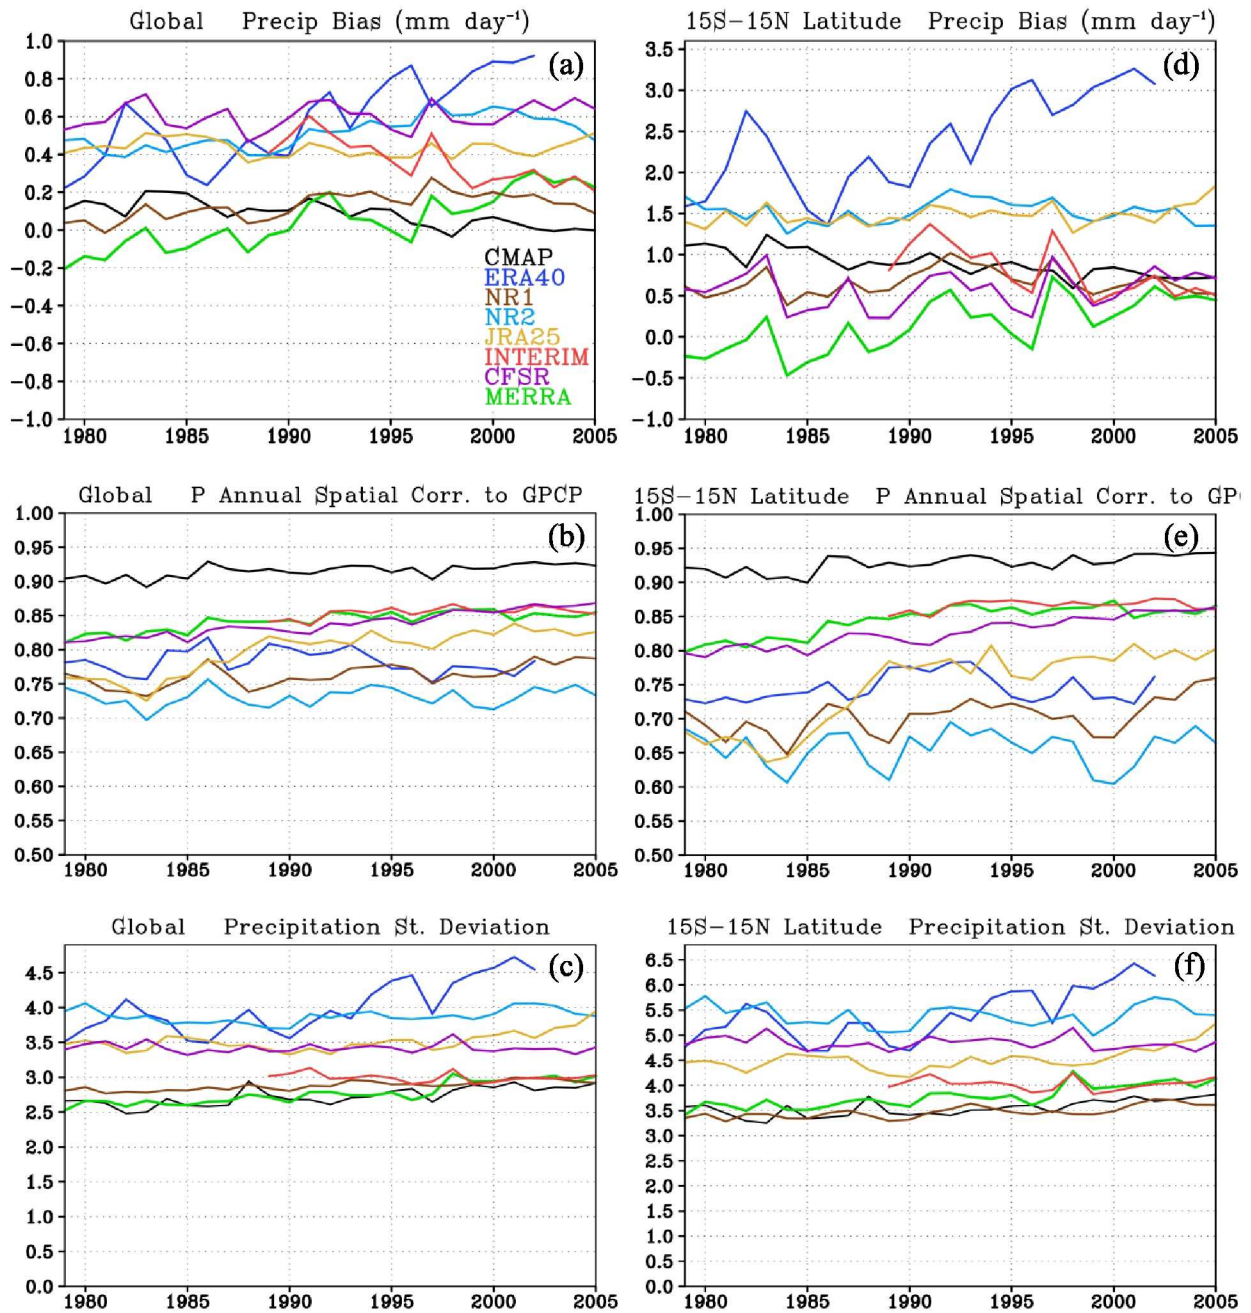 Global Precip Bias (mm day⁻¹)
(a)
1.0
0.8
0.6
0.4
0.2
0.0
−0.2
−0.4
−0.6
−0.8
−1.0
CMAP
ERA40
NR1
NR2
JRA25
INTERIM
CFSR
MERRA
1980 1985 1990 1995 2000 2005
15S−15N Latitude Precip Bias (mm day⁻¹)
(d)
3.5
3.0
2.5
2.0
1.5
1.0
0.5
0.0
−0.5
−1.0
1980 1985 1990 1995 2000 2005
Global P Annual Spatial Corr. to GPCP
(b)
1.00
0.95
0.90
0.85
0.80
0.75
0.70
0.65
0.60
0.55
0.50
1980 1985 1990 1995 2000 2005
15S−15N Latitude P Annual Spatial Corr. to GP
(e)
1.00
0.95
0.90
0.85
0.80
0.75
0.70
0.65
0.60
0.55
0.50
1980 1985 1990 1995 2000 2005
Global Precipitation St. Deviation
(c)
4.5
4.0
3.5
3.0
2.5
2.0
1.5
1.0
0.5
0.0
1980 1985 1990 1995 2000 2005
15S−15N Latitude Precipitation St. Deviation
(f)
6.5
6.0
5.5
5.0
4.5
4.0
3.5
3.0
2.5
2.0
1.5
1.0
0.5
0.0
1980 1985 1990 1995 2000 2005